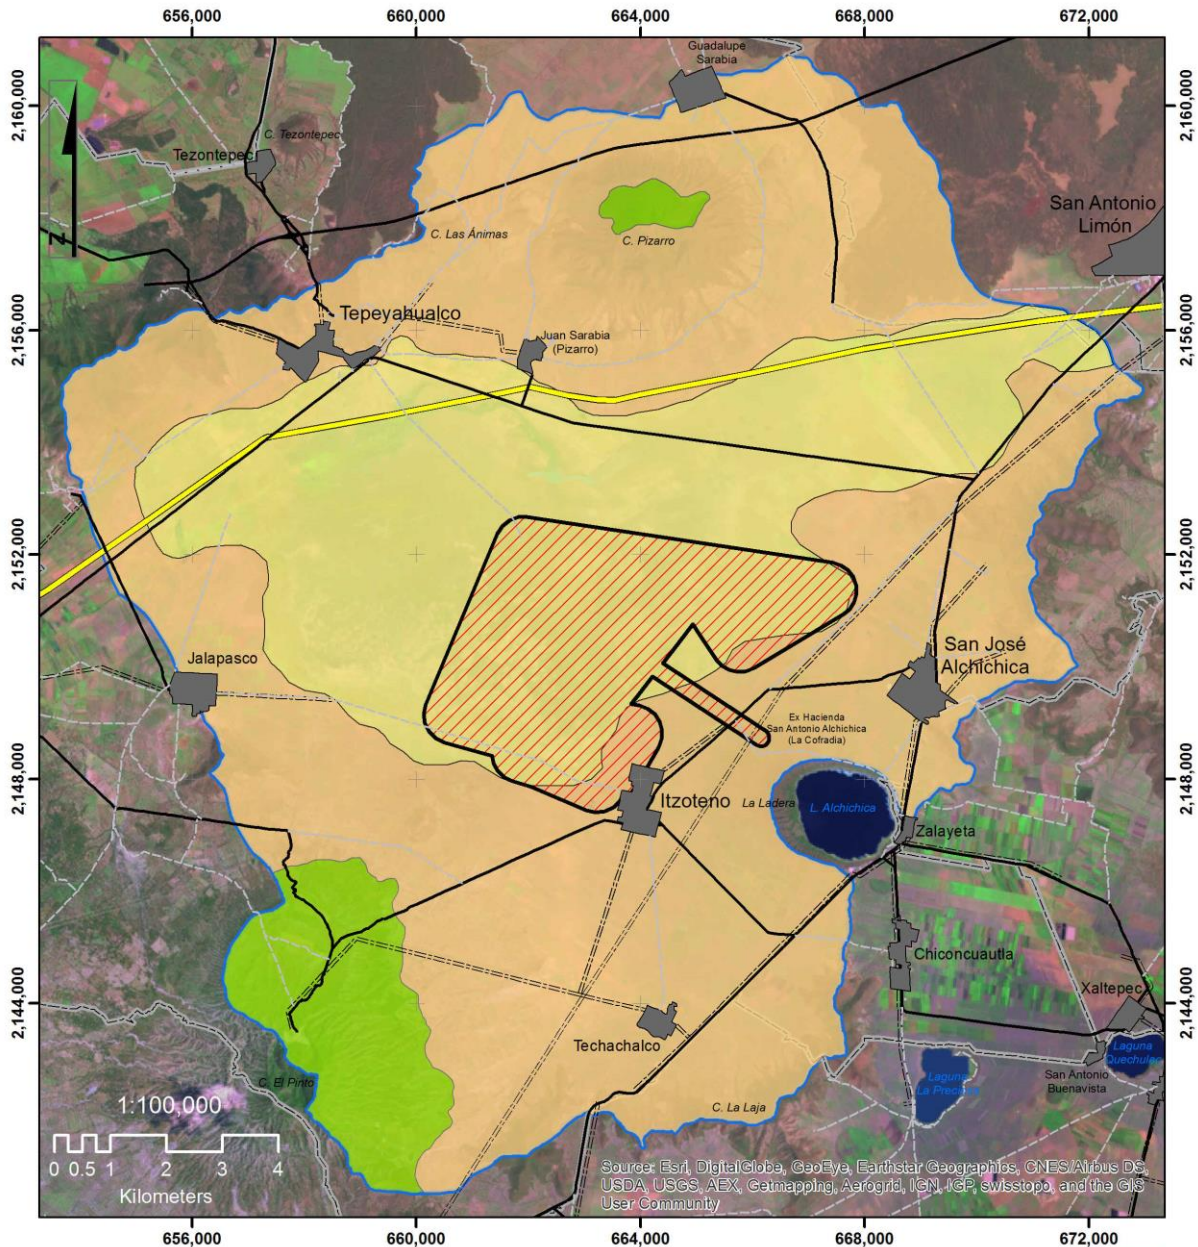 656,000
660,000
664,000
668,000
672,000
2,160,000
2,160,000
2,156,000
2,156,000
2,152,000
2,152,000
2,148,000
2,148,000
2,144,000
2,144,000
N
Guadalupe
Sarabia
C. Tezontepec
Tezontepec
San Antonio
Limón
C. Las Ánimas
C. Pizarro
Tepeyahualco
Juan Sarabia
(Pizarro)
Jalapasco
San José
Alchichica
Ex Hacienda
San Antonio Alchichica
(La Cofradia)
Itzoteno
La Ladera
L. Alchichica
Zalayeta
Chiconcuautla
Xaltepec
Techachalco
Laguna
Quechulac
San Antonio
Buenavista
Laguna
La Preciosa
C. El Pinto
C. La Laja
1:100,000
0 0.5 1 2 3 4
Kilometers
Source: Esri, DigitalGlobe, GeoEye, Earthstar Geographics, CNES/Airbus DS,
USDA, USGS, AEX, Getmapping, Aerogrid, IGN, IGP, swisstopo, and the GIS
User Community
656,000
660,000
664,000
668,000
672,000